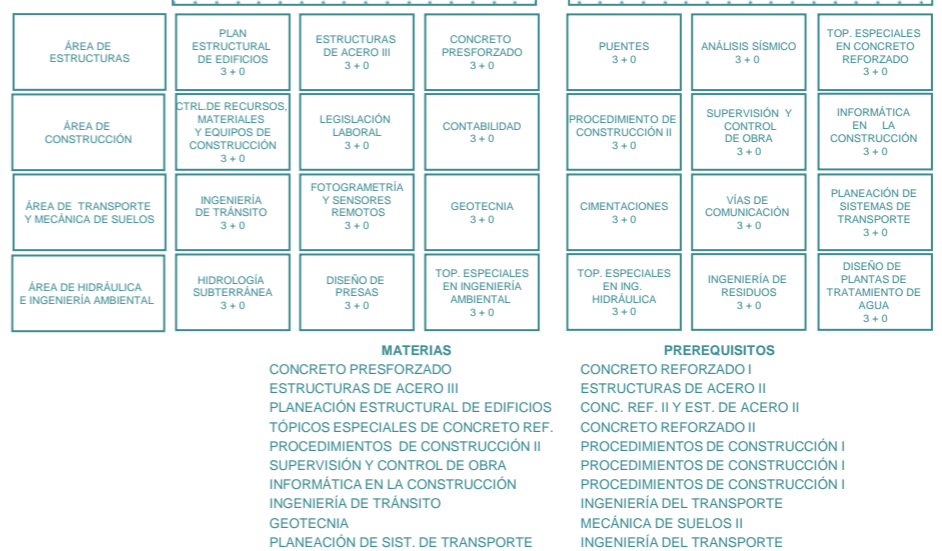 ÁREA DE
ESTRUCTURAS
PLAN
ESTRUCTURAL
DE EDIFICIOS
3 + 0
ESTRUCTURAS
DE ACERO III
3 + 0
CONCRETO
PRESFORZADO
3 + 0
PUENTES
3 + 0
ANÁLISIS SÍSMICO
3 + 0
TOP. ESPECIALES
EN CONCRETO
REFORZADO
3 + 0
ÁREA DE
CONSTRUCCIÓN
CTRL.DE RECURSOS,
MATERIALES
Y EQUIPOS DE
CONSTRUCCIÓN
3 + 0
LEGISLACIÓN
LABORAL
3 + 0
CONTABILIDAD
3 + 0
PROCEDIMIENTO DE
CONSTRUCCIÓN II
3 + 0
SUPERVISIÓN Y
CONTROL
DE OBRA
3 + 0
INFORMÁTICA
EN LA
CONSTRUCCIÓN
3 + 0
ÁREA DE TRANSPORTE
Y MECÁNICA DE SUELOS
INGENIERÍA
DE TRÁNSITO
3 + 0
FOTOGRAMETRÍA
Y SENSORES
REMOTOS
3 + 0
GEOTECNIA
3 + 0
CIMENTACIONES
3 + 0
VÍAS DE
COMUNICACIÓN
3 + 0
PLANEACIÓN DE
SISTEMAS DE
TRANSPORTE
3 + 0
ÁREA DE HIDRÁULICA
E INGENIERÍA AMBIENTAL
HIDROLOGÍA
SUBTERRÁNEA
3 + 0
DISEÑO DE
PRESAS
3 + 0
TOP. ESPECIALES
EN INGENIERÍA
AMBIENTAL
3 + 0
TOP. ESPECIALES
EN ING.
HIDRÁULICA
3 + 0
INGENIERÍA DE
RESIDUOS
3 + 0
DISEÑO DE
PLANTAS DE
TRATAMIENTO DE
AGUA
3 + 0
MATERIAS PREREQUISITOS
CONCRETO PRESFORZADO CONCRETO REFORZADO I
ESTRUCTURAS DE ACERO III ESTRUCTURAS DE ACERO II
PLANEACIÓN ESTRUCTURAL DE EDIFICIOS CONC. REF. II Y EST. DE ACERO II
TÓPICOS ESPECIALES DE CONCRETO REF. CONCRETO REFORZADO II
PROCEDIMIENTOS DE CONSTRUCCIÓN II PROCEDIMIENTOS DE CONSTRUCCIÓN I
SUPERVISIÓN Y CONTROL DE OBRA PROCEDIMIENTOS DE CONSTRUCCIÓN I
INFORMÁTICA EN LA CONSTRUCCIÓN PROCEDIMIENTOS DE CONSTRUCCIÓN I
INGENIERÍA DE TRÁNSITO INGENIERÍA DEL TRANSPORTE
GEOTECNIA MECÁNICA DE SUELOS II
PLANEACIÓN DE SIST. DE TRANSPORTE INGENIERÍA DEL TRANSPORTE